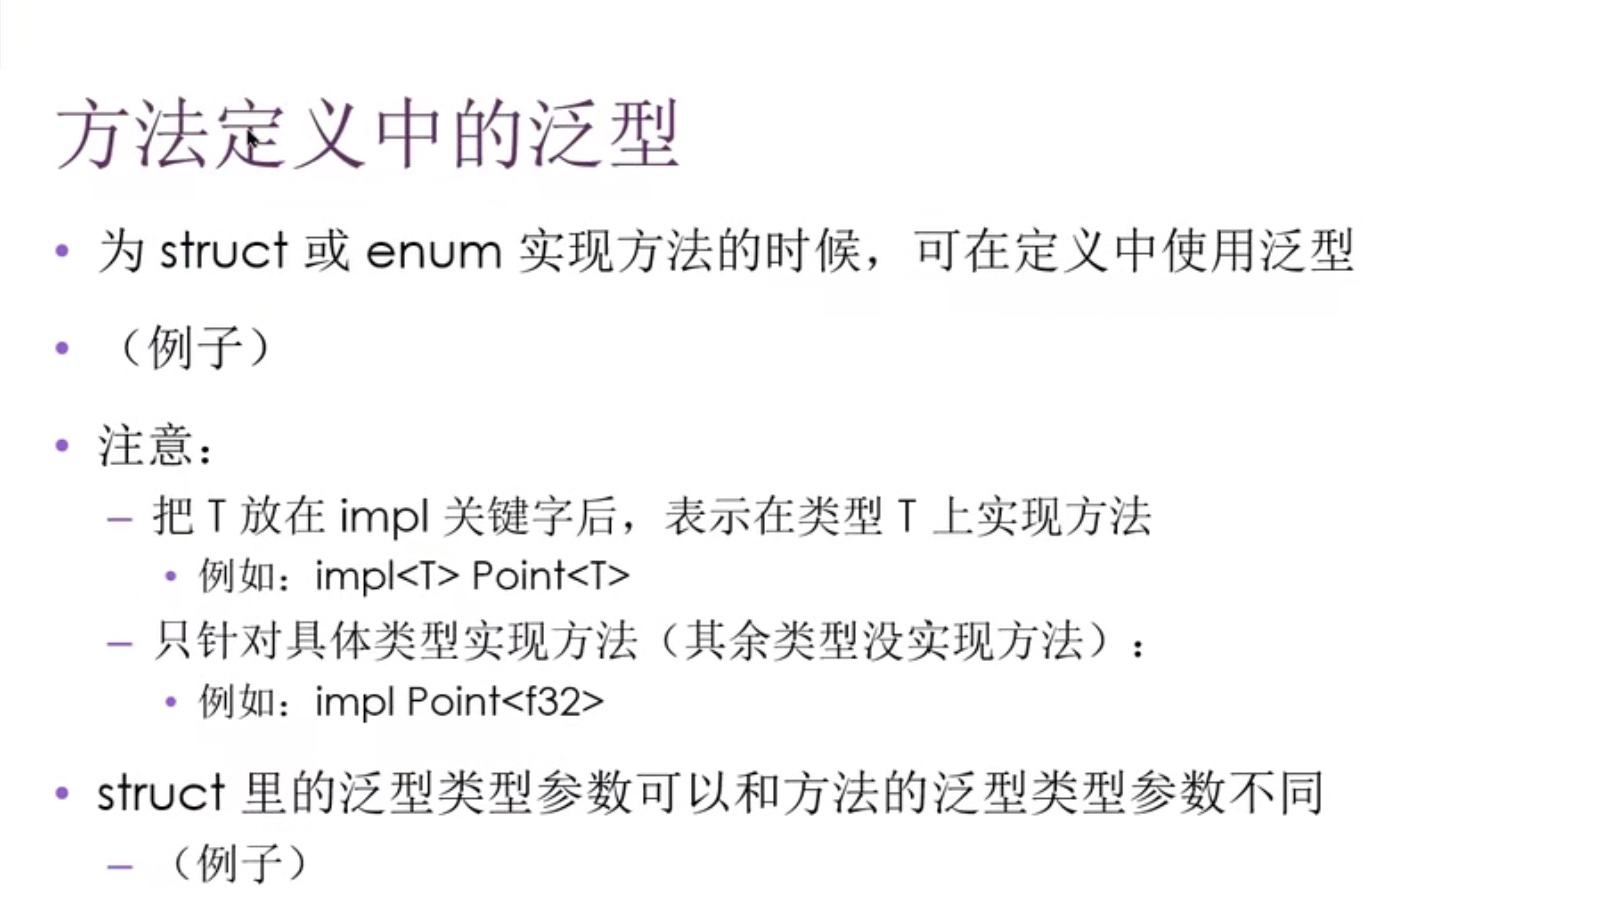 方法定义中的泛型
• 为 struct 或 enum 实现方法的时候，可在定义中使用泛型
• （例子）
• 注意：
– 把 T 放在 impl 关键字后，表示在类型 T 上实现方法
• 例如：impl<T> Point<T>
– 只针对具体类型实现方法（其余类型没实现方法）：
• 例如：impl Point<f32>
• struct 里的泛型类型参数可以和方法的泛型类型参数不同
– （例子）